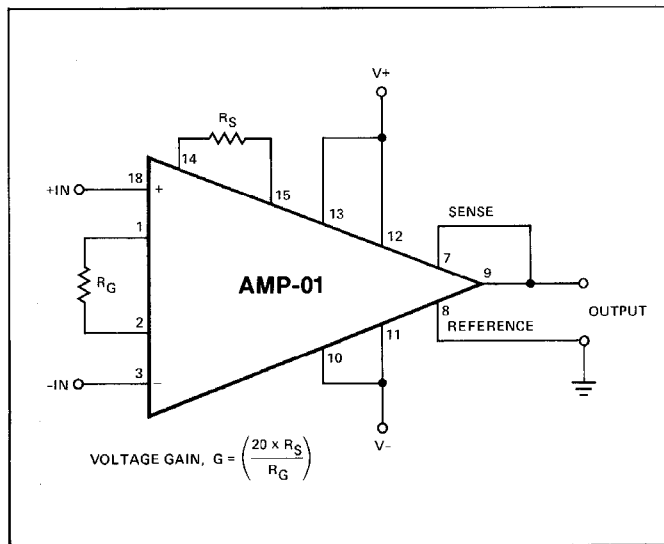 V+
R_S
14
15
+IN
18
+
13
1
12
SENSE
7
R_G
AMP-01
9
OUTPUT
2
8
REFERENCE
11
10
-IN
3
−
V−
VOLTAGE GAIN, G = (20 x R_S / R_G)